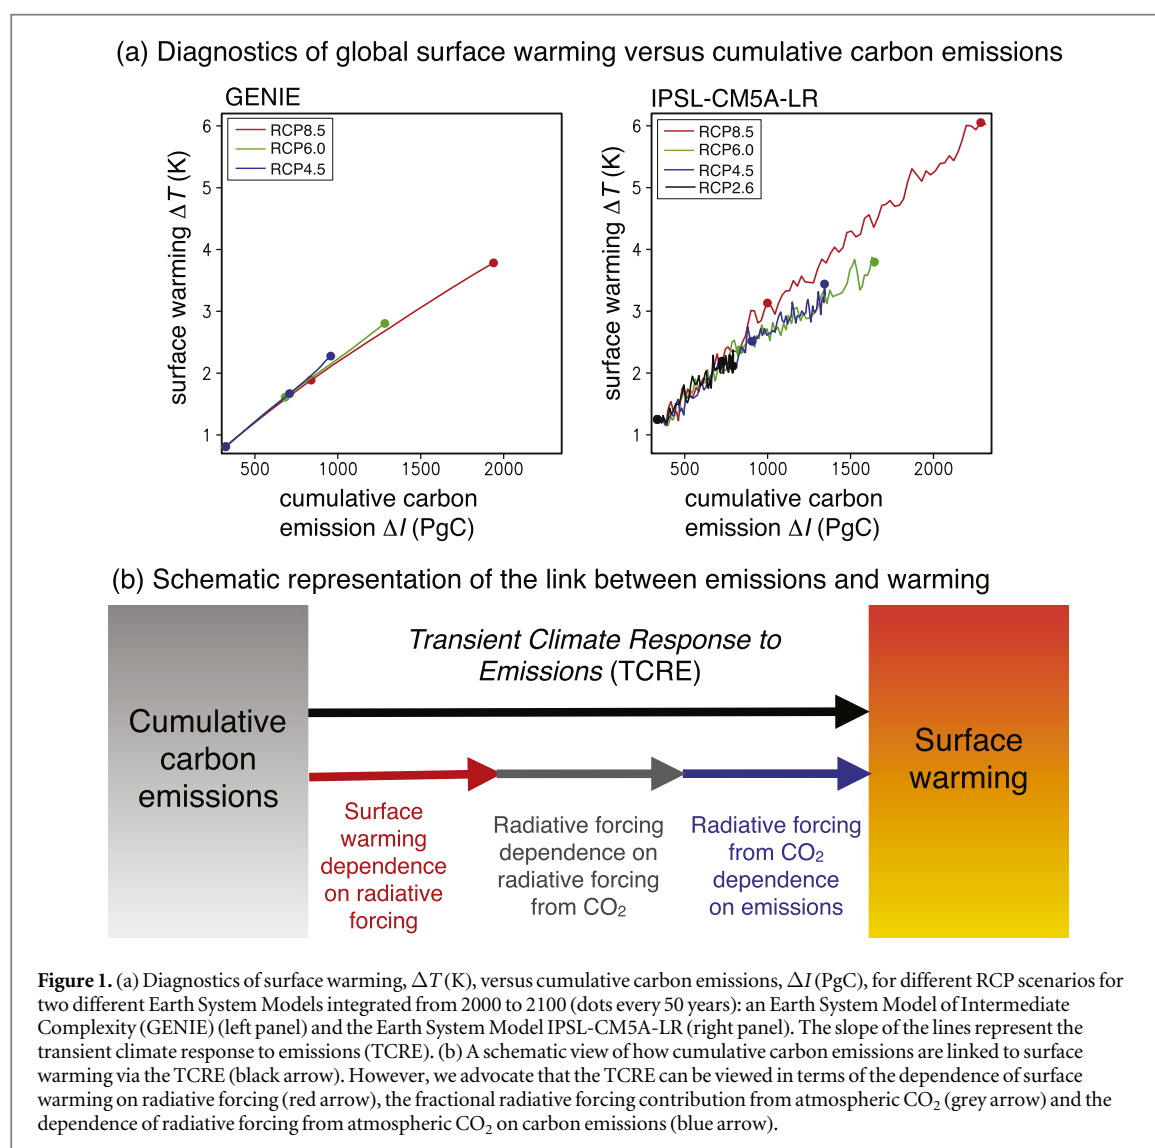 (a) Diagnostics of global surface warming versus cumulative carbon emissions
GENIE
RCP8.5
RCP6.0
RCP4.5
6
5
4
3
2
1
surface warming ΔT (K)
500
1000
1500
2000
cumulative carbon
emission ΔI (PgC)
IPSL-CM5A-LR
RCP8.5
RCP6.0
RCP4.5
RCP2.6
6
5
4
3
2
1
surface warming ΔT (K)
500
1000
1500
2000
cumulative carbon
emission ΔI (PgC)
(b) Schematic representation of the link between emissions and warming
Cumulative
carbon
emissions
Transient Climate Response to
Emissions (TCRE)
Surface
warming
dependence
on radiative
forcing
Radiative forcing
dependence on
radiative forcing
from CO₂
Radiative forcing
from CO₂
dependence
on emissions
Surface
warming
Figure 1. (a) Diagnostics of surface warming, ΔT (K), versus cumulative carbon emissions, ΔI (PgC), for different RCP scenarios for
two different Earth System Models integrated from 2000 to 2100 (dots every 50 years): an Earth System Model of Intermediate
Complexity (GENIE) (left panel) and the Earth System Model IPSL-CM5A-LR (right panel). The slope of the lines represent the
transient climate response to emissions (TCRE). (b) A schematic view of how cumulative carbon emissions are linked to surface
warming via the TCRE (black arrow). However, we advocate that the TCRE can be viewed in terms of the dependence of surface
warming on radiative forcing (red arrow), the fractional radiative forcing contribution from atmospheric CO₂ (grey arrow) and the
dependence of radiative forcing from atmospheric CO₂ on carbon emissions (blue arrow).